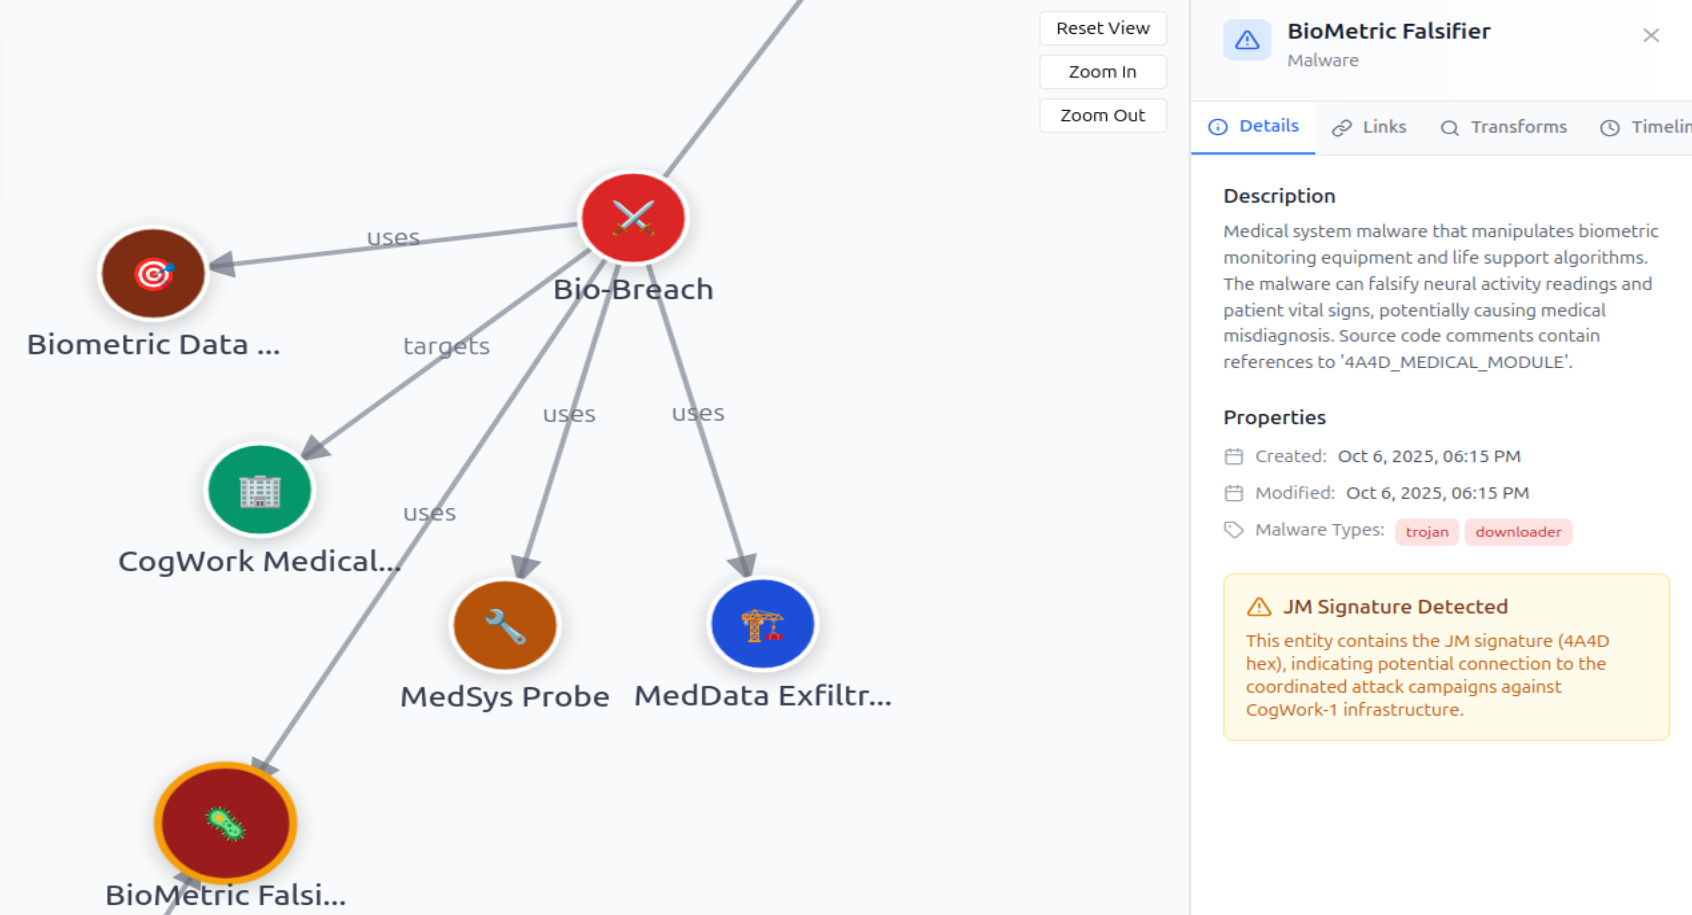 Reset View
Zoom In
Zoom Out
uses
Bio-Breach
Biometric Data ...
targets
uses
uses
uses
CogWork Medical...
MedSys Probe
MedData Exfiltr...
BioMetric Falsi...
BioMetric Falsifier
Malware
Details
Links
Transforms
Timelin
Description
Medical system malware that manipulates biometric
monitoring equipment and life support algorithms.
The malware can falsify neural activity readings and
patient vital signs, potentially causing medical
misdiagnosis. Source code comments contain
references to '4A4D_MEDICAL_MODULE'.
Properties
Created: Oct 6, 2025, 06:15 PM
Modified: Oct 6, 2025, 06:15 PM
Malware Types: trojan downloader
JM Signature Detected
This entity contains the JM signature (4A4D
hex), indicating potential connection to the
coordinated attack campaigns against
CogWork-1 infrastructure.